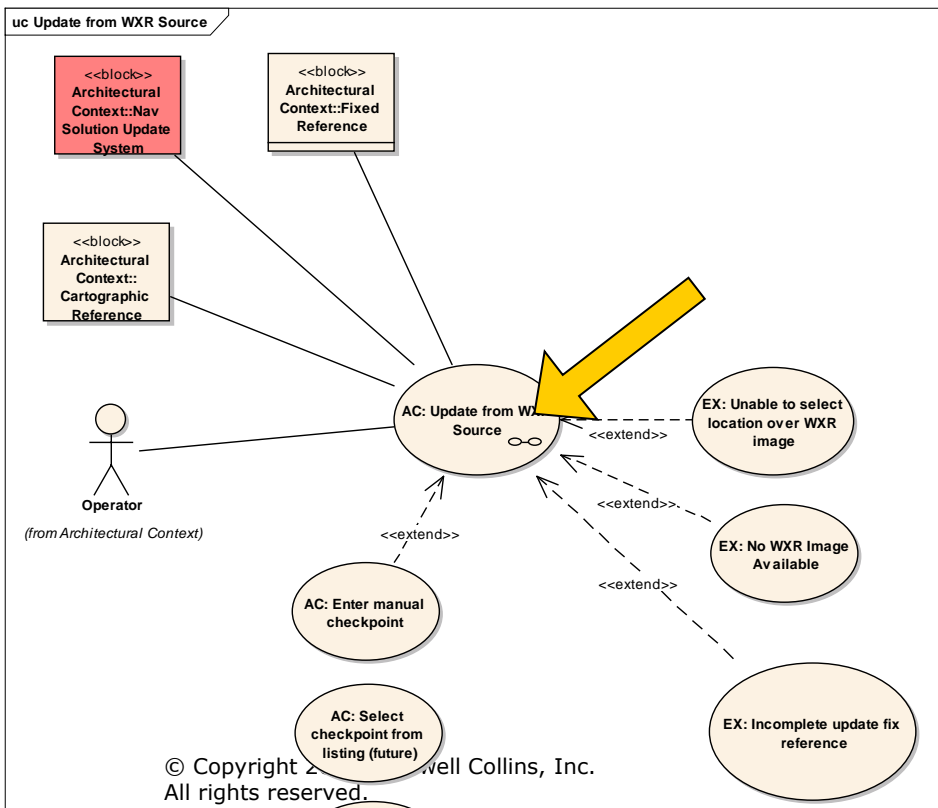 uc Update from WXR Source
<<block>>
Architectural
Context::Nav
Solution Update
System
<<block>>
Architectural
Context::Fixed
Reference
<<block>>
Architectural
Context::
Cartographic
Reference
AC: Update from
Source
EX: Unable to select
location over WXR
image
<<extend>>
Operator
(from Architectural Context)
<<extend>>
<<extend>>
EX: No WXR Image
Available
<<extend>>
AC: Enter manual
checkpoint
AC: Select
checkpoint from
listing (future)
EX: Incomplete update fix
reference
© Copyright Collins, Inc.
All rights reserved.